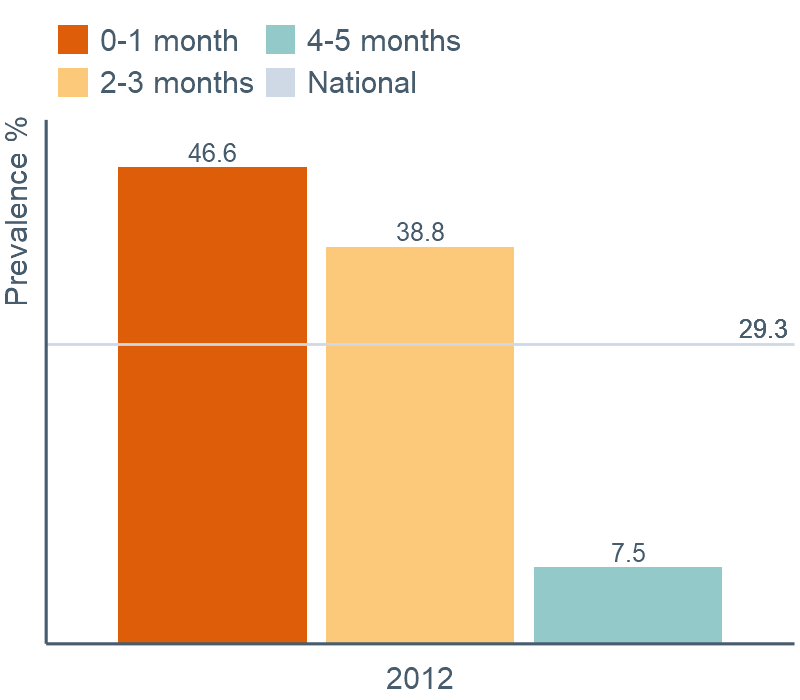 0-1 month
4-5 months
2-3 months
National
Prevalence %
46.6
38.8
29.3
7.5
2012